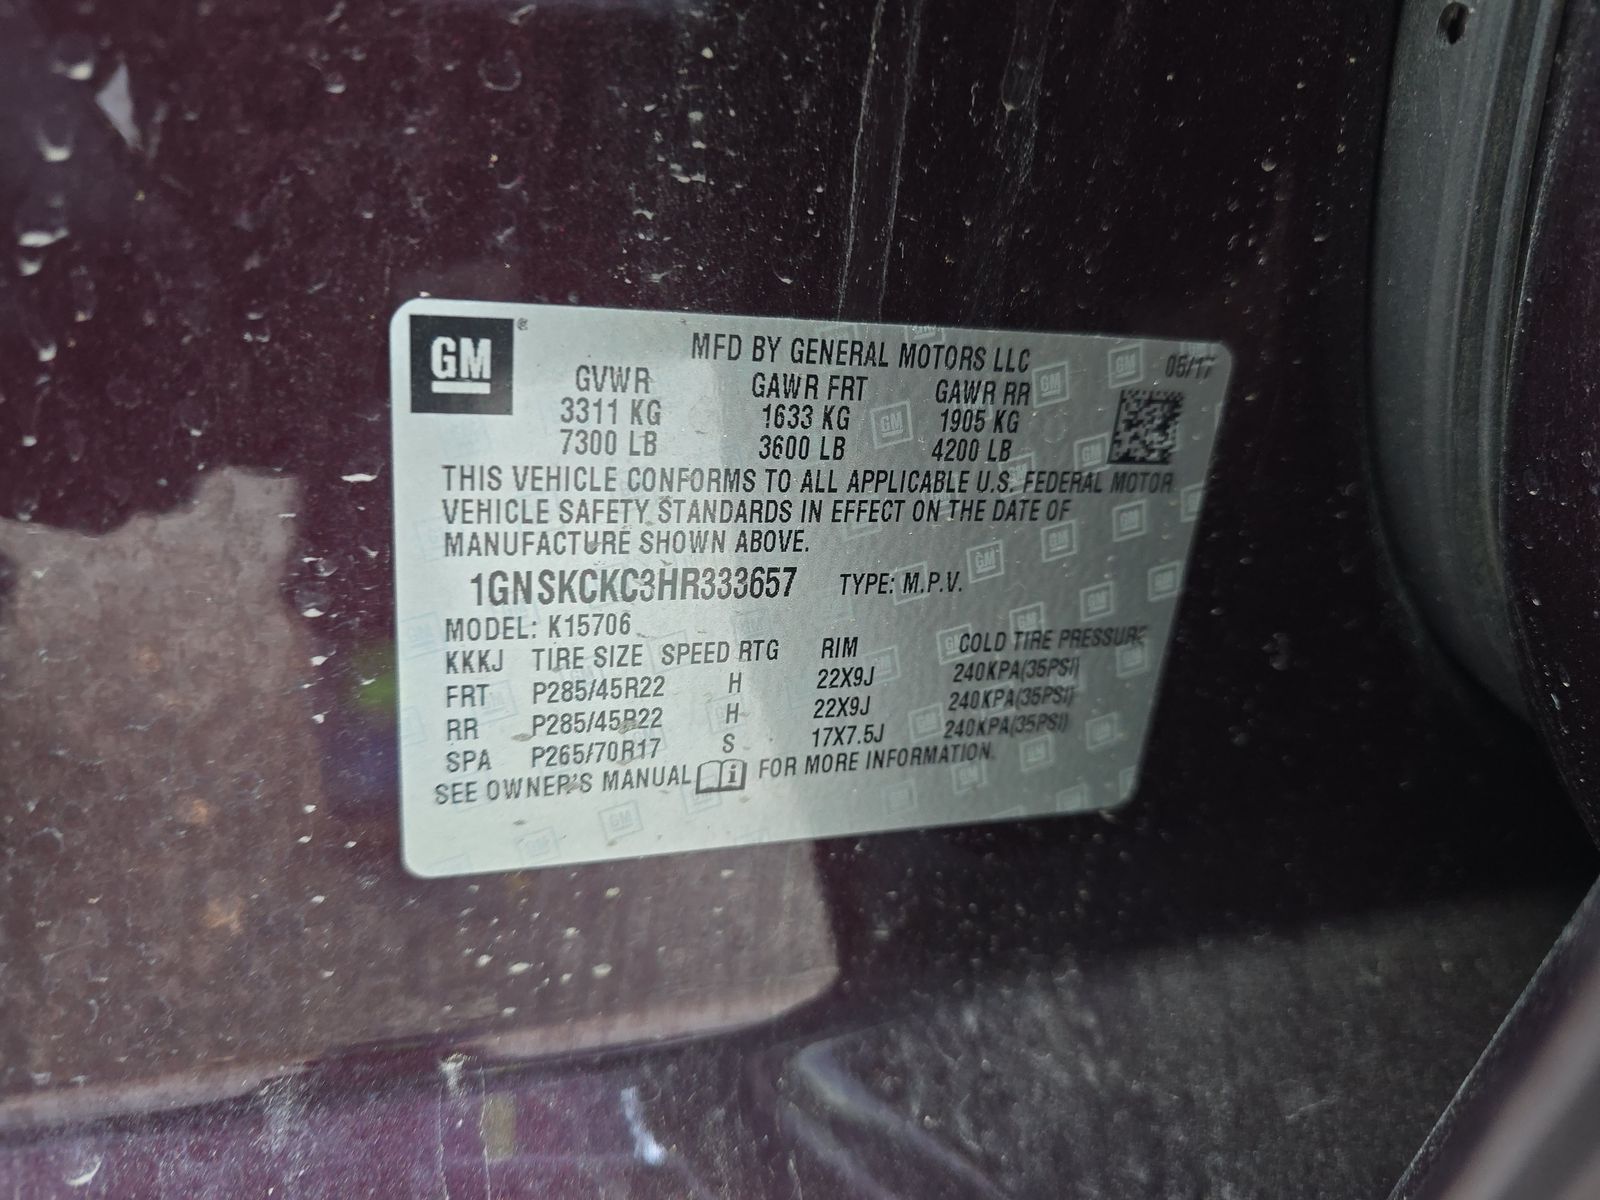 GM®
MFD BY GENERAL MOTORS LLC 05/17
GVWR GAWR FRT GAWR RR
3311 KG 1633 KG 1905 KG
7300 LB 3600 LB 4200 LB
THIS VEHICLE CONFORMS TO ALL APPLICABLE U.S. FEDERAL MOTOR
VEHICLE SAFETY STANDARDS IN EFFECT ON THE DATE OF
MANUFACTURE SHOWN ABOVE.
1GNSKCKC3HR333657 TYPE: M.P.V.
MODEL: K15706
KKKJ TIRE SIZE SPEED RTG RIM COLD TIRE PRESSURE
FRT P285/45R22 H 22X9J 240KPA(35PSI)
RR P285/45R22 H 22X9J 240KPA(35PSI)
SPA P265/70R17 S 17X7.5J 240KPA(35PSI)
SEE OWNER'S MANUAL i FOR MORE INFORMATION.